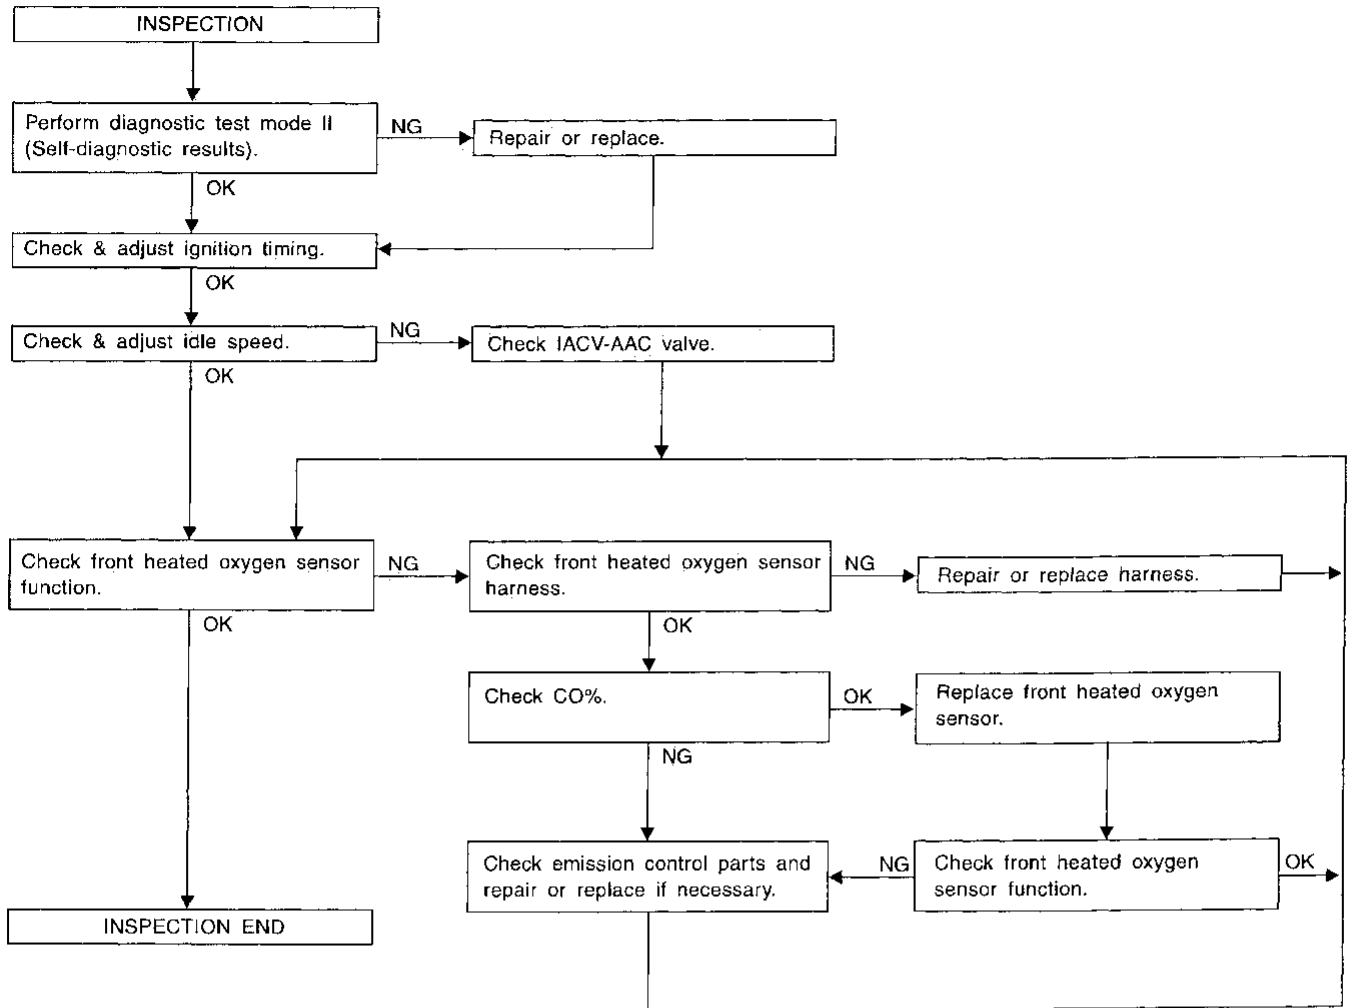 INSPECTION
Perform diagnostic test mode II
(Self-diagnostic results).
NG
Repair or replace.
OK
Check & adjust ignition timing.
OK
Check & adjust idle speed.
NG
Check IACV-AAC valve.
OK
Check front heated oxygen sensor
function.
NG
Check front heated oxygen sensor
harness.
NG
Repair or replace harness.
OK
OK
Check CO%.
OK
Replace front heated oxygen
sensor.
NG
Check emission control parts and
repair or replace if necessary.
NG
Check front heated oxygen
sensor function.
OK
INSPECTION END